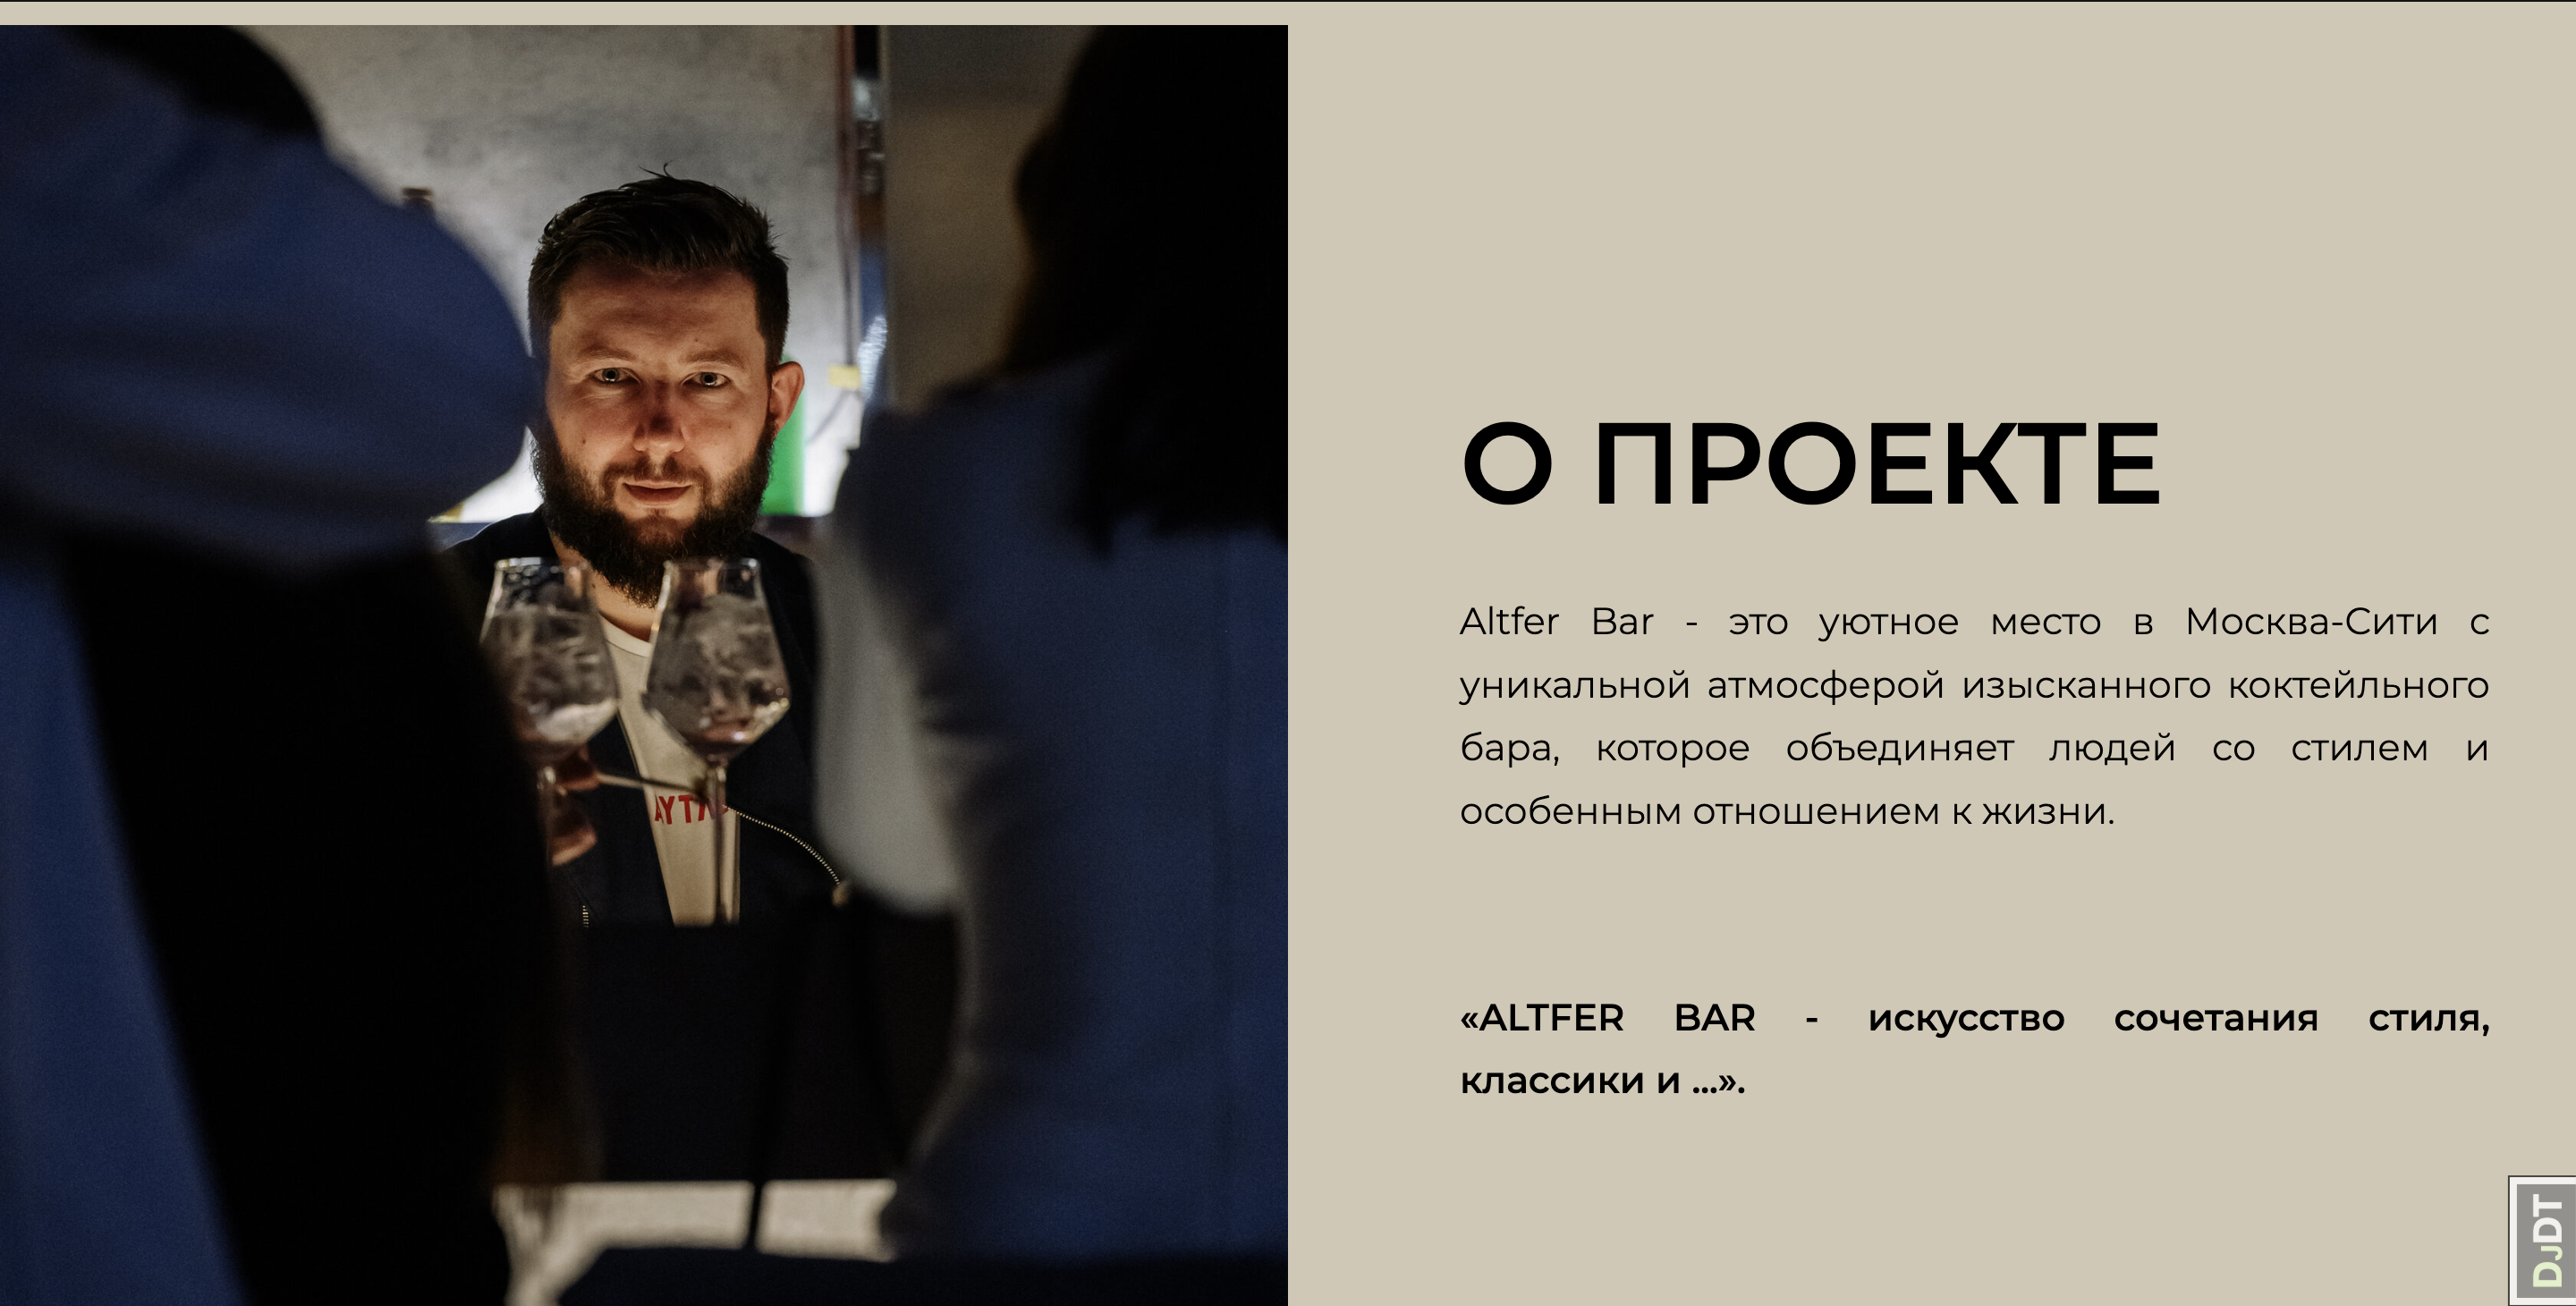 О ПРОЕКТЕ
Altfer Bar - это уютное место в Москва-Сити с
уникальной атмосферой изысканного коктейльного
бара, которое объединяет людей со стилем и
особенным отношением к жизни.
«ALTFER BAR - искусство сочетания стиля,
классики и ...».
DJDT